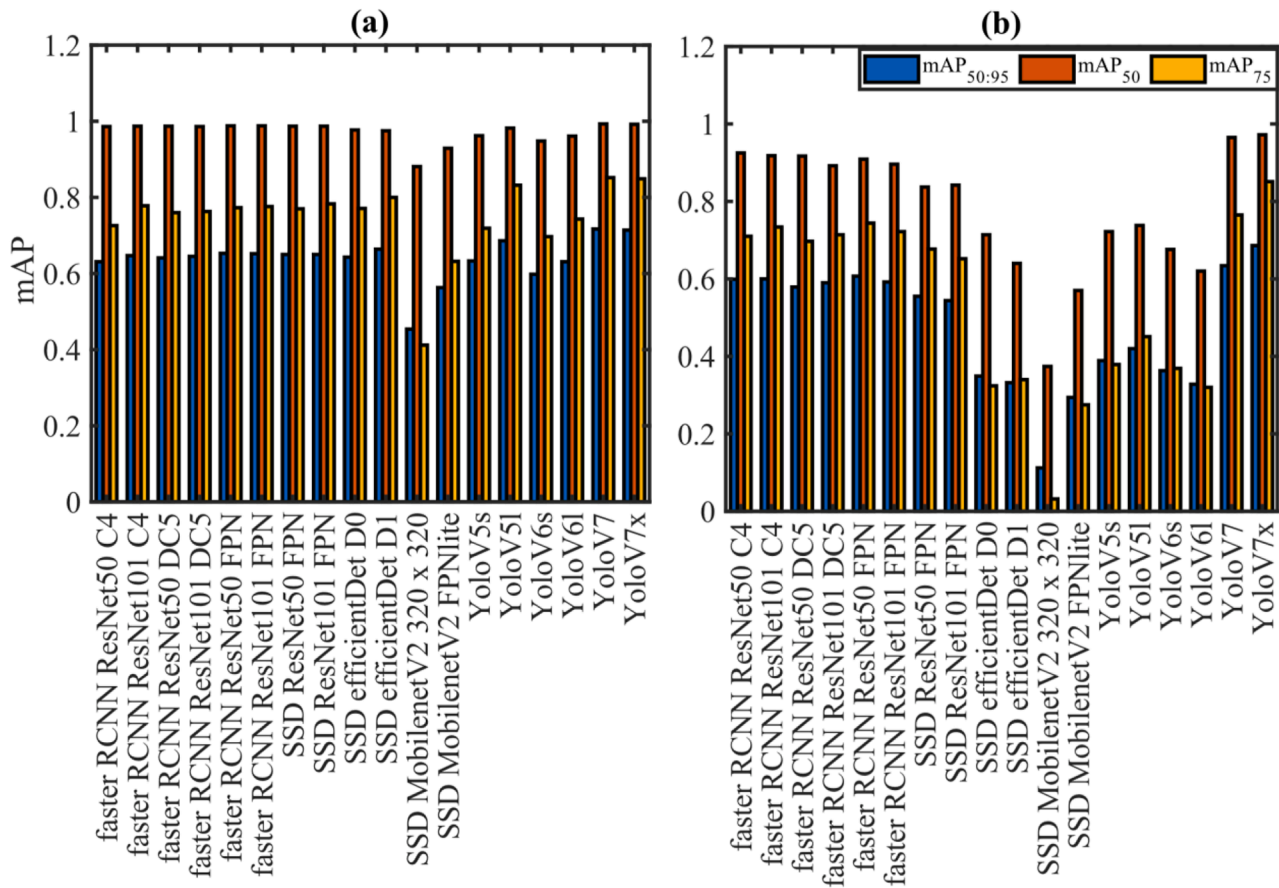 (a)
mAP
1.2
1
0.8
0.6
0.4
0.2
0
faster RCNN ResNet50 C4
faster RCNN ResNet101 C4
faster RCNN ResNet50 DC5
faster RCNN ResNet101 DC5
faster RCNN ResNet50 FPN
faster RCNN ResNet101 FPN
SSD ResNet50 FPN
SSD ResNet101 FPN
SSD efficientDet D0
SSD efficientDet D1
SSD MobilenetV2 320 x 320
SSD MobilenetV2 FPNlite
YoloV5s
YoloV5l
YoloV6s
YoloV6l
YoloV7
YoloV7x
(b)
mAP50:95 mAP50 mAP75
1.2
1
0.8
0.6
0.4
0.2
0
faster RCNN ResNet50 C4
faster RCNN ResNet101 C4
faster RCNN ResNet50 DC5
faster RCNN ResNet101 DC5
faster RCNN ResNet50 FPN
faster RCNN ResNet101 FPN
SSD ResNet50 FPN
SSD ResNet101 FPN
SSD efficientDet D0
SSD efficientDet D1
SSD MobilenetV2 320 x 320
SSD MobilenetV2 FPNlite
YoloV5s
YoloV5l
YoloV6s
YoloV6l
YoloV7
YoloV7x